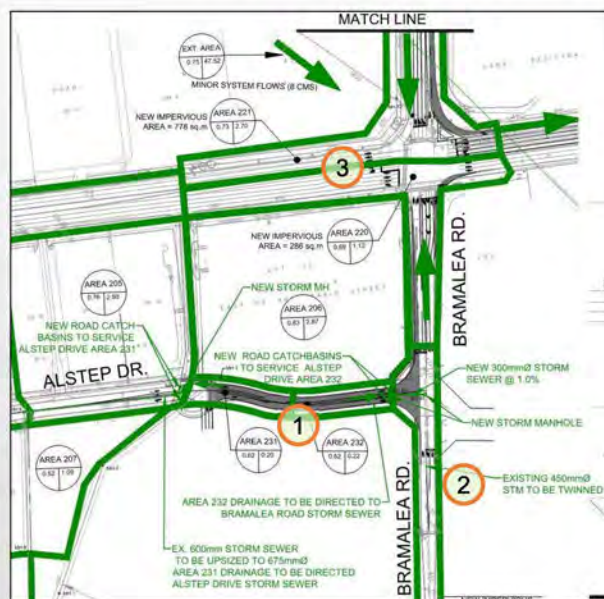 MATCH LINE
EXT. AREA
0.75 47.52
MINOR SYSTEM FLOWS (8 CMS)
NEW IMPERVIOUS
AREA = 778 sq.m
AREA 221
0.73 2.70
3
NEW IMPERVIOUS
AREA = 286 sq.m
AREA 220
0.69 1.12
BRAMALEA RD.
AREA 205
0.76 2.80
NEW STORM MH
AREA 206
0.63 3.87
NEW ROAD CATCH
BASINS TO SERVICE
ALSTEP DRIVE AREA 231
NEW ROAD CATCHBASINS
TO SERVICE ALSTEP
DRIVE AREA 232
NEW 300mmØ STORM
SEWER @ 1.0%
ALSTEP DR.
NEW STORM MANHOLE
1
AREA 207
0.52 1.09
AREA 231
0.62 0.20
AREA 232
0.62 0.22
2
AREA 232 DRAINAGE TO BE DIRECTED TO
BRAMALEA ROAD STORM SEWER
EXISTING 450mmØ
STM TO BE TWINNED
BRAMALEA RD.
EX. 600mm STORM SEWER
TO BE UPSIZED TO 675mmØ
AREA 231 DRAINAGE TO BE DIRECTED
ALSTEP DRIVE STORM SEWER